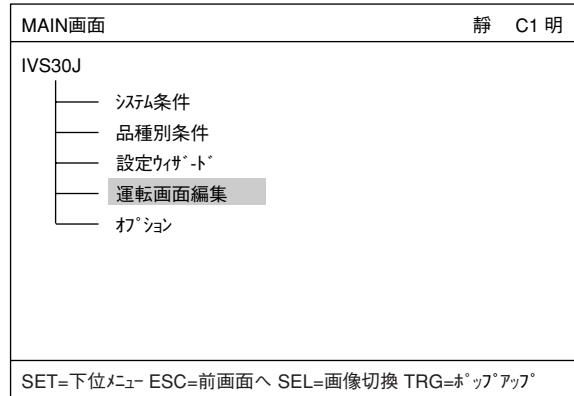 MAIN画面 靜 C1 明
IVS30J
ｼｽﾃﾑ条件
品種別条件
設定ｳｨｻﾞｰﾄﾞ
運転画面編集
ｵﾌﾟｼｮﾝ
SET=下位ﾒﾆｭｰ ESC=前画面へ SEL=画像切換 TRG=ﾎﾟｯﾌﾟｱｯﾌﾟ